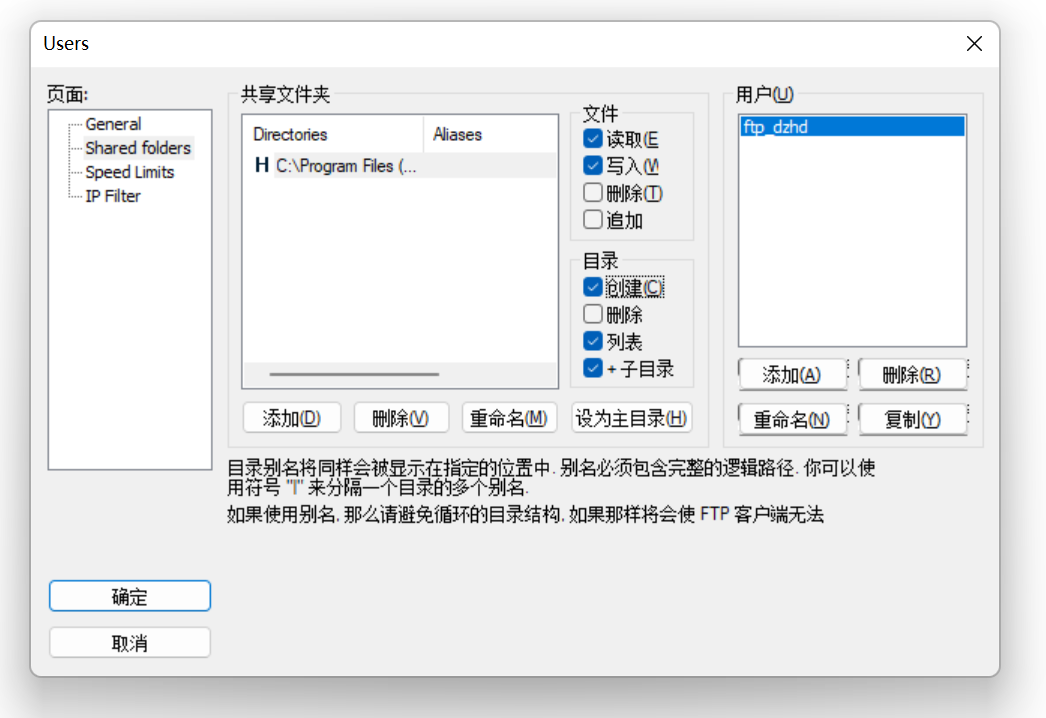 Users
页面:
General
Shared folders
Speed Limits
IP Filter
共享文件夹
Directories
Aliases
H C:\Program Files (...
文件
读取(E
写入(W
删除(T)
追加
目录
创建(C)
删除
列表
+ 子目录
添加(D)
删除(V)
重命名(M)
设为主目录(H)
用户(U)
ftp_dzhd
添加(A)
删除(R)
重命名(N)
复制(Y)
目录别名将同样会被显示在指定的位置中. 别名必须包含完整的逻辑路径. 你可以使
用符号 "|" 来分隔一个目录的多个别名.
如果使用别名, 那么请避免循环的目录结构, 如果那样将会使 FTP 客户端无法
确定
取消